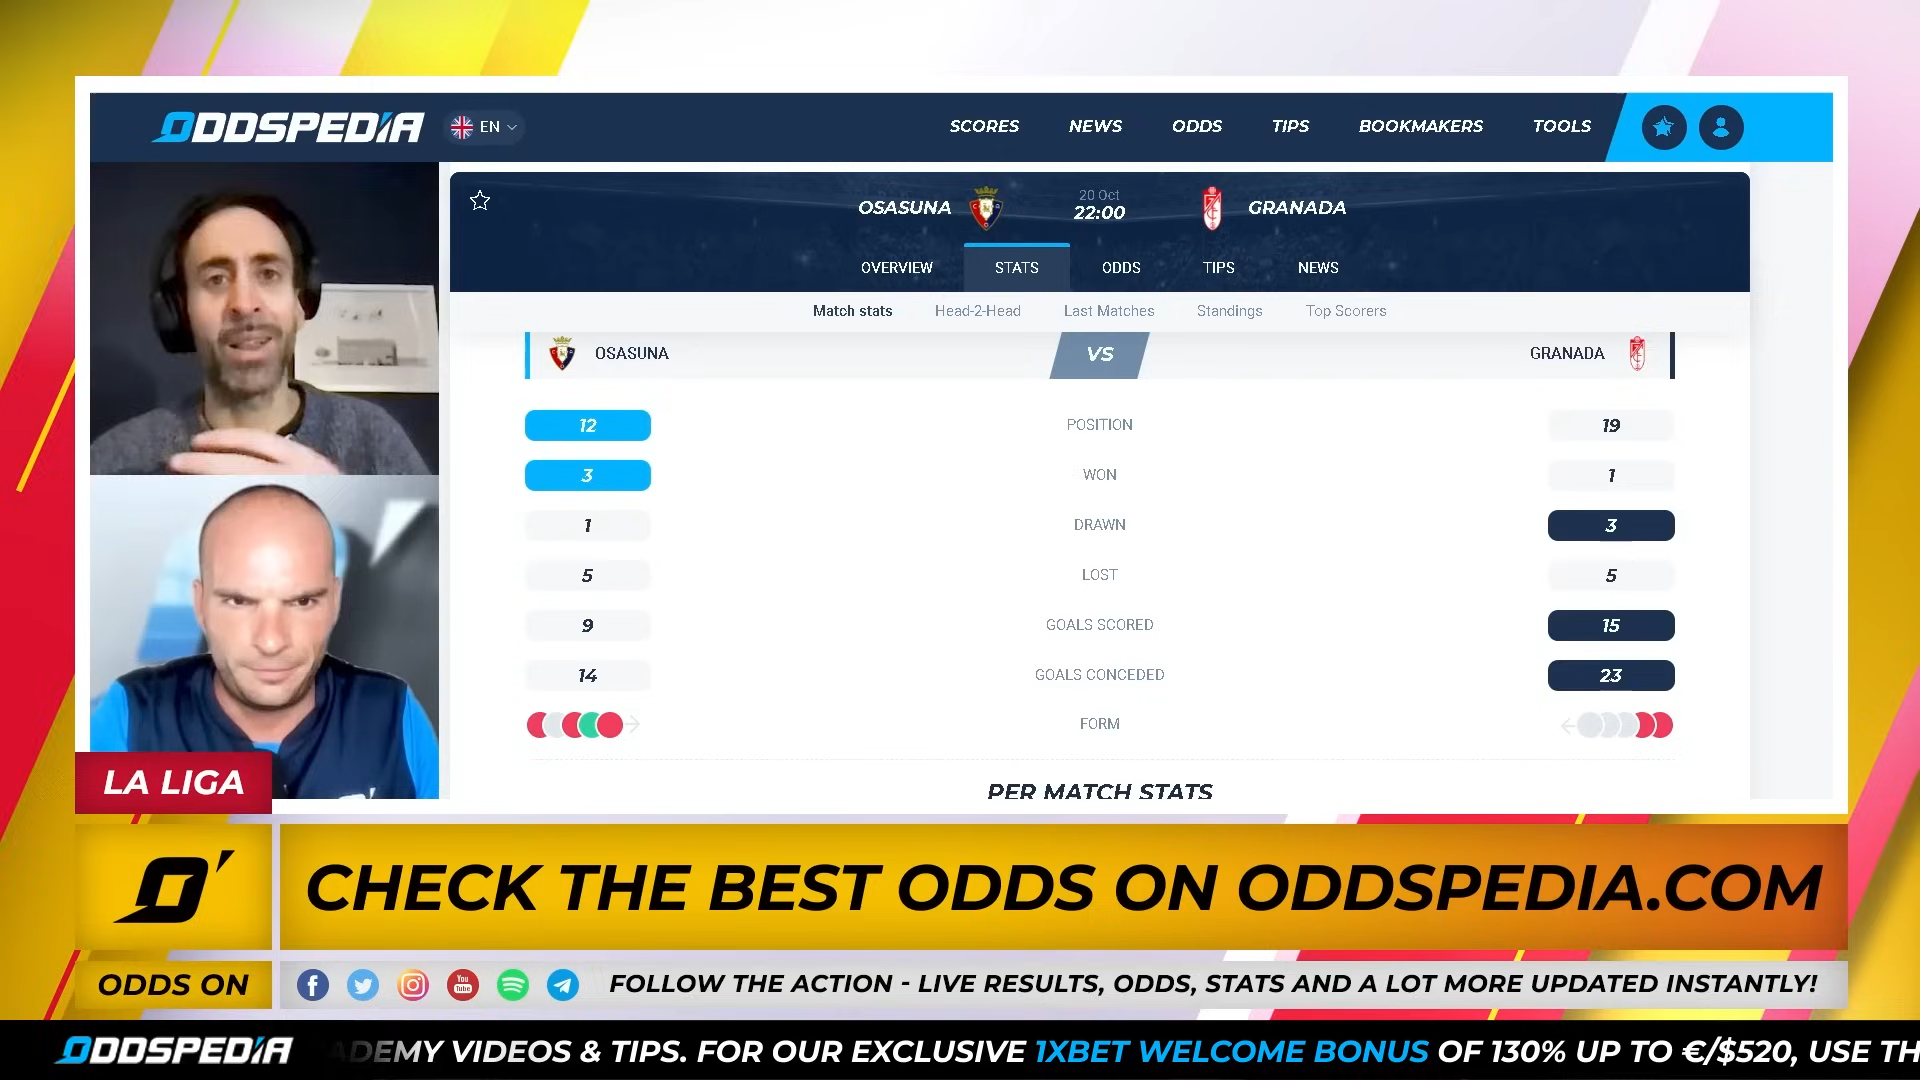 ODDSPEDIA
EN
SCORES NEWS ODDS TIPS BOOKMAKERS TOOLS
OSASUNA
20 Oct
22:00
GRANADA
OVERVIEW STATS ODDS TIPS NEWS
Match stats Head-2-Head Last Matches Standings Top Scorers
OSASUNA VS GRANADA
12 POSITION 19
3 WON 1
1 DRAWN 3
5 LOST 5
9 GOALS SCORED 15
14 GOALS CONCEDED 23
FORM
PER MATCH STATS
LA LIGA
O'
CHECK THE BEST ODDS ON ODDSPEDIA.COM
ODDS ON
You Tube
FOLLOW THE ACTION - LIVE RESULTS, ODDS, STATS AND A LOT MORE UPDATED INSTANTLY!
ODDSPEDIA
ADEMY VIDEOS & TIPS. FOR OUR EXCLUSIVE 1XBET WELCOME BONUS OF 130% UP TO €/$520, USE TH